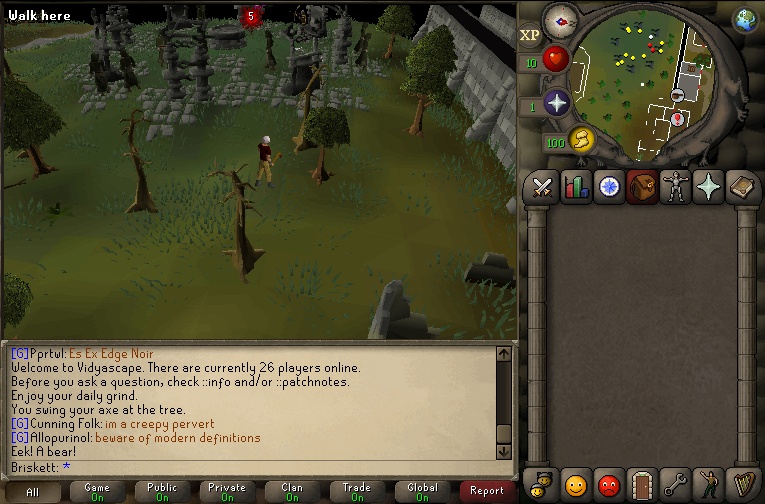 Walk here
5
XP
10
1
100
[G]Pprtwl: Es Ex Edge Noir
Welcome to Vidyascape. There are currently 26 players online.
Before you ask a question, check ::info and/or ::patchnotes.
Enjoy your daily grind.
You swing your axe at the tree.
[G]Cunning Folk: im a creepy pervert
[G]Allopurinol: beware of modern definitions
Eek! A bear!
Briskett: *
All
Game On
Public On
Private On
Clan On
Trade On
Global On
Report